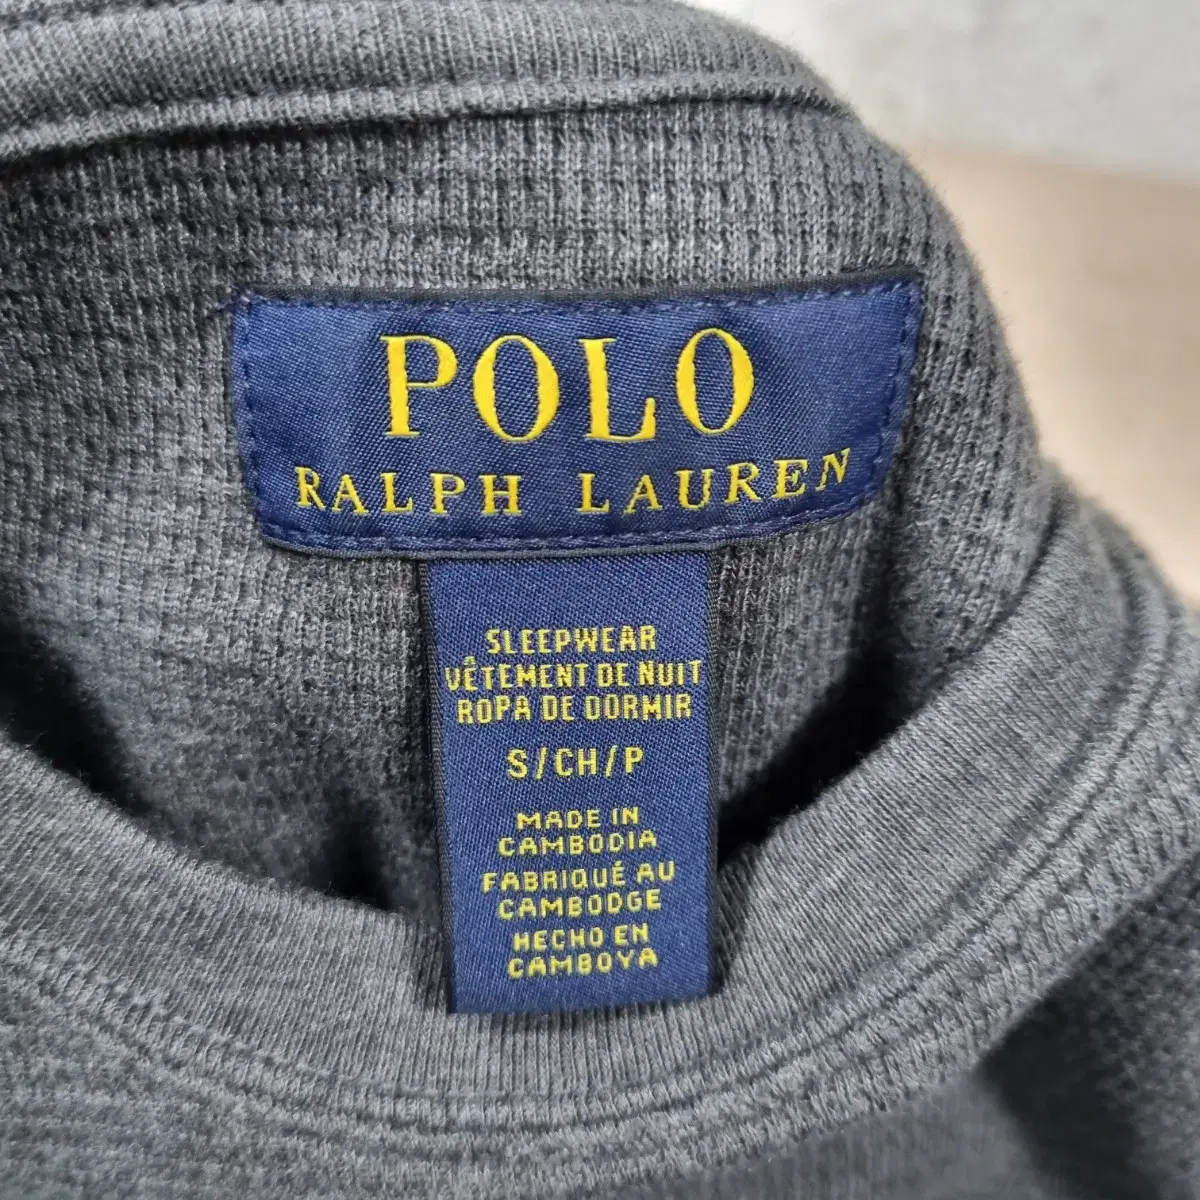 POLO
RALPH LAUREN
SLEEPWEAR
VÊTEMENT DE NUIT
ROPA DE DORMIR
S/CH/P
MADE IN
CAMBODIA
FABRIQUÉ AU
CAMBODGE
HECHO EN
CAMBOYA